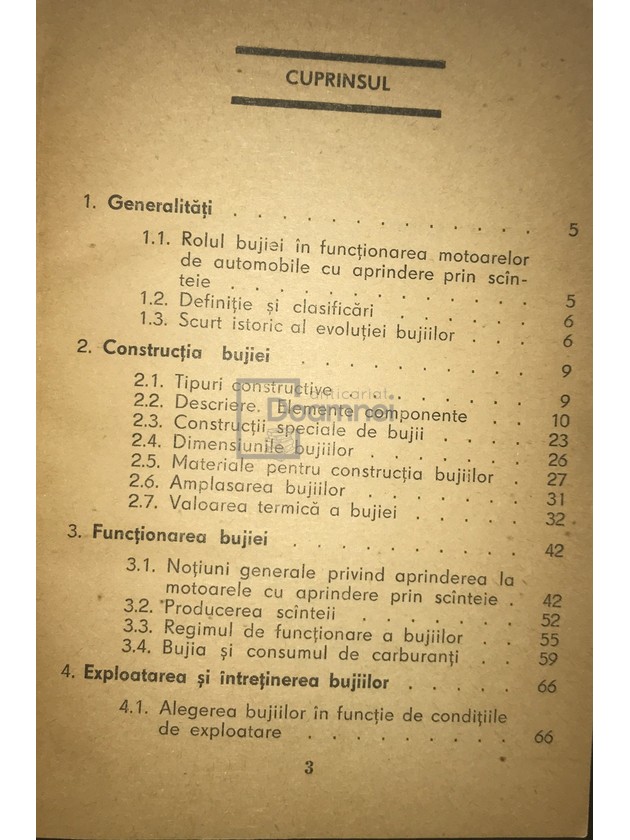 CUPRINSUL
1. Generalități . . . . . . . . . . . . . 5
1.1. Rolul bujiei în funcționarea motoarelor
de automobile cu aprindere prin scîn-
teie . . . . . . . . . . . . 5
1.2. Definiție și clasificări . . . . . . . 6
1.3. Scurt istoric al evoluției bujiilor . . . 6
2. Construcția bujiei . . . . . . . . . . 9
2.1. Tipuri constructive . . . . . . . . 9
2.2. Descriere. Elemente componente . . 10
2.3. Construcții speciale de bujii . . . . 23
2.4. Dimensiunile bujiilor . . . . . . . 26
2.5. Materiale pentru construcția bujiilor . 27
2.6. Amplasarea bujiilor . . . . . . . 31
2.7. Valoarea termică a bujiei . . . . . 32
anticariat
Doamnei
3. Funcționarea bujiei . . . . . . . . . 42
3.1. Noțiuni generale privind aprinderea la
motoarele cu aprindere prin scînteie . 42
3.2. Producerea scînteii . . . . . . . 52
3.3. Regimul de funcționare a bujiilor . . 55
3.4. Bujia și consumul de carburanți . . 59
4. Exploatarea și întreținerea bujiilor . . . . . 66
4.1. Alegerea bujiilor în funcție de condițiile
de exploatare . . . . . . . . . 66
3